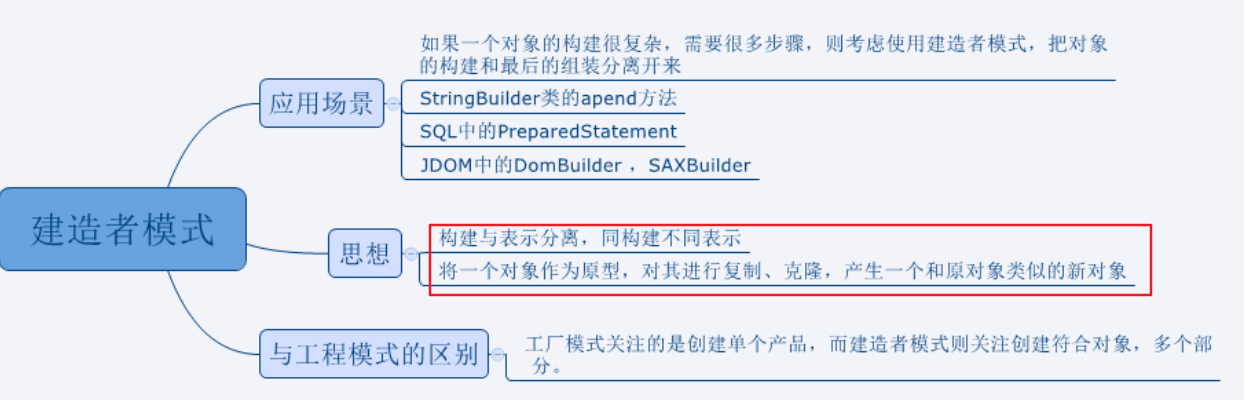 如果一个对象的构建很复杂，需要很多步骤，则考虑使用建造者模式，把对象
的构建和最后的组装分离开来
应用场景
StringBuilder类的apend方法
SQL中的PreparedStatement
JDOM中的DomBuilder ，SAXBuilder
建造者模式
构建与表示分离，同构建不同表示
思想
将一个对象作为原型，对其进行复制、克隆，产生一个和原对象类似的新对象
与工程模式的区别
工厂模式关注的是创建单个产品，而建造者模式则关注创建符合对象，多个部
分。